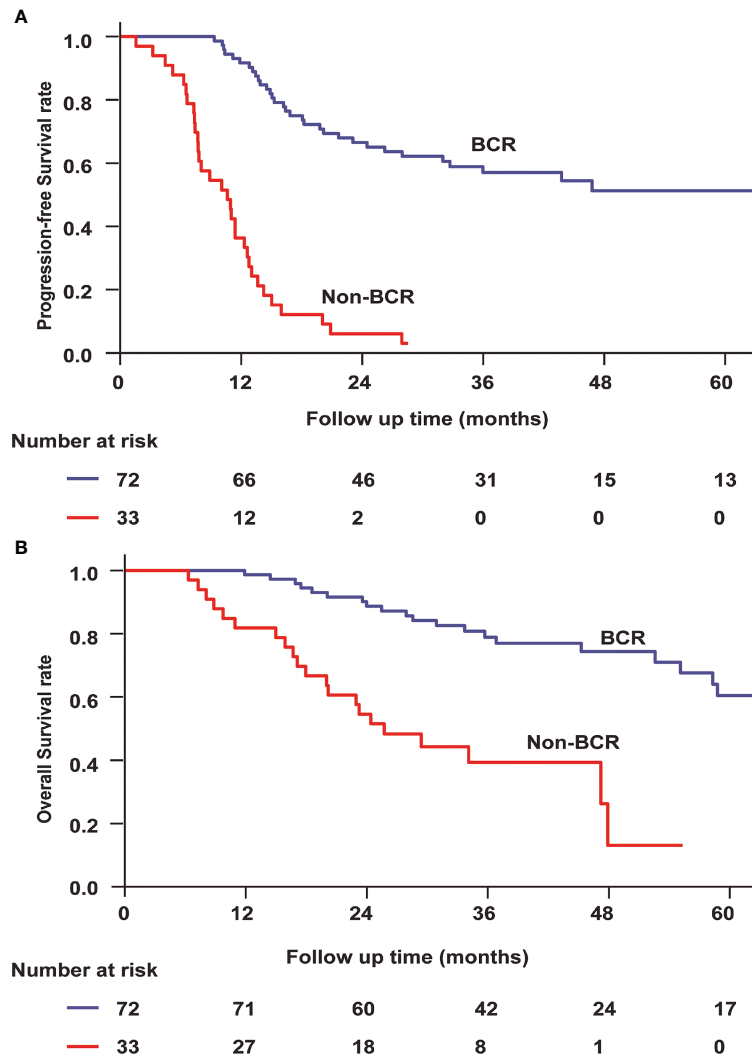 A
Progression-free Survival rate
1.0
0.8
0.6
0.4
0.2
0.0
BCR
Non-BCR
0 12 24 36 48 60
Follow up time (months)
Number at risk
72 66 46 31 15 13
33 12 2 0 0 0
B
Overall Survival rate
1.0
0.8
0.6
0.4
0.2
0.0
BCR
Non-BCR
0 12 24 36 48 60
Follow up time (months)
Number at risk
72 71 60 42 24 17
33 27 18 8 1 0